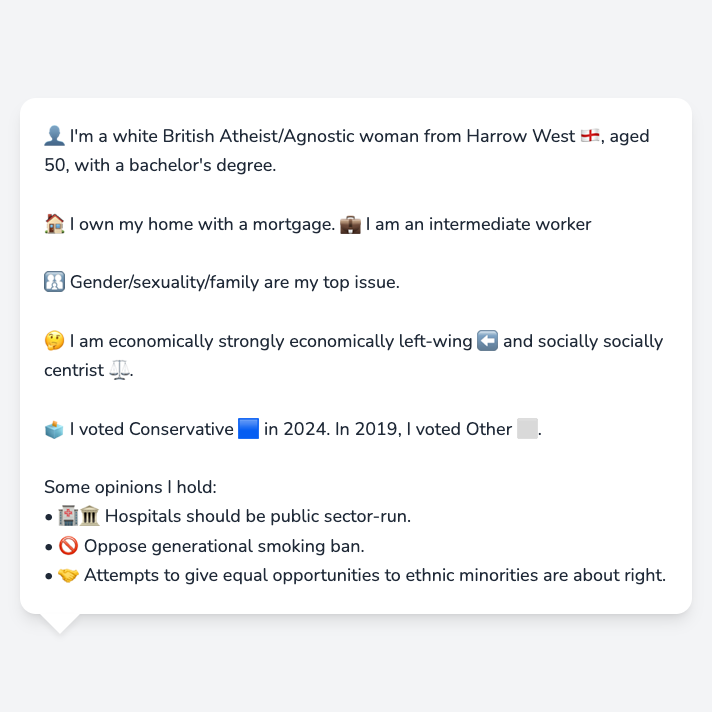 👤 I'm a white British Atheist/Agnostic woman from Harrow West 🏴󠁧󠁢󠁥󠁮󠁧󠁿, aged
50, with a bachelor's degree.
🏠 I own my home with a mortgage. 💼 I am an intermediate worker
🚻 Gender/sexuality/family are my top issue.
🤔 I am economically strongly economically left-wing ⬅️ and socially socially
centrist ⚖️.
🗳️ I voted Conservative 🟦 in 2024. In 2019, I voted Other ⬜.
Some opinions I hold:
• 🏥🏛️ Hospitals should be public sector-run.
• 🚫 Oppose generational smoking ban.
• 🤝 Attempts to give equal opportunities to ethnic minorities are about right.